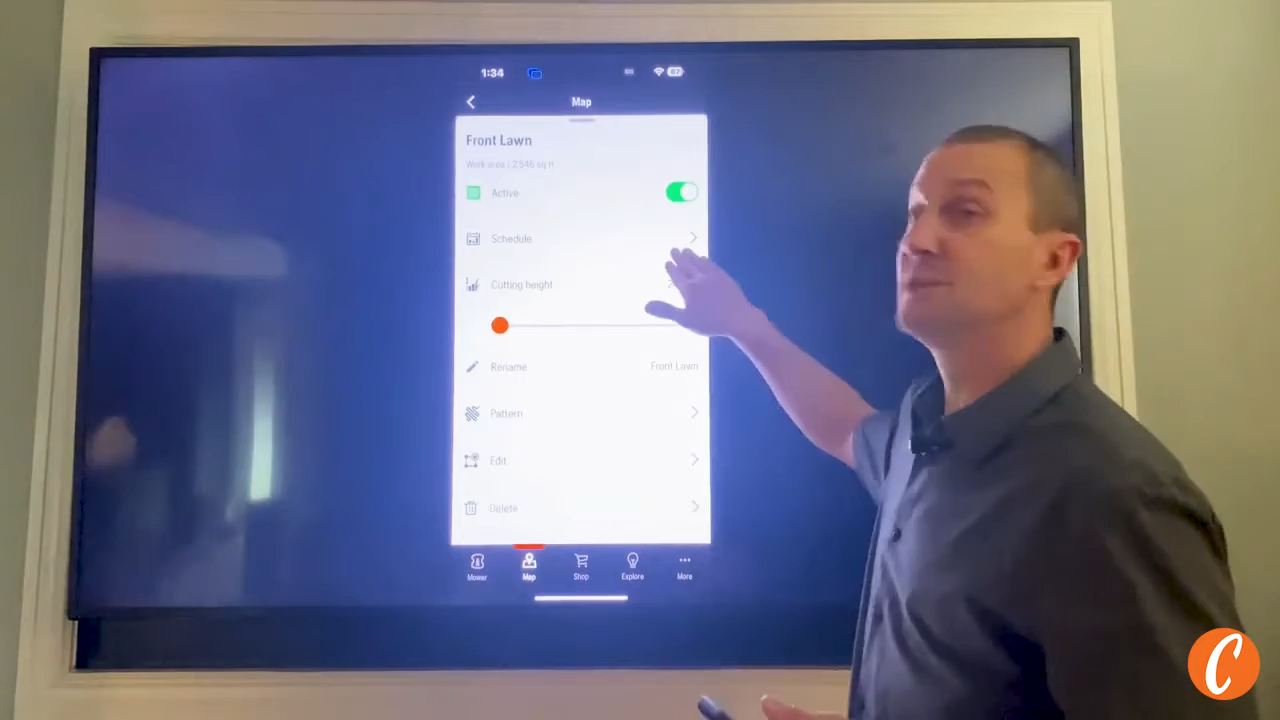 1:34
87
Map
Front Lawn
Work area | 2,546 sq ft
Active
Schedule
Cutting height
Rename Front Lawn
Pattern
Edit
Delete
Mower Map Shop Explore More
C